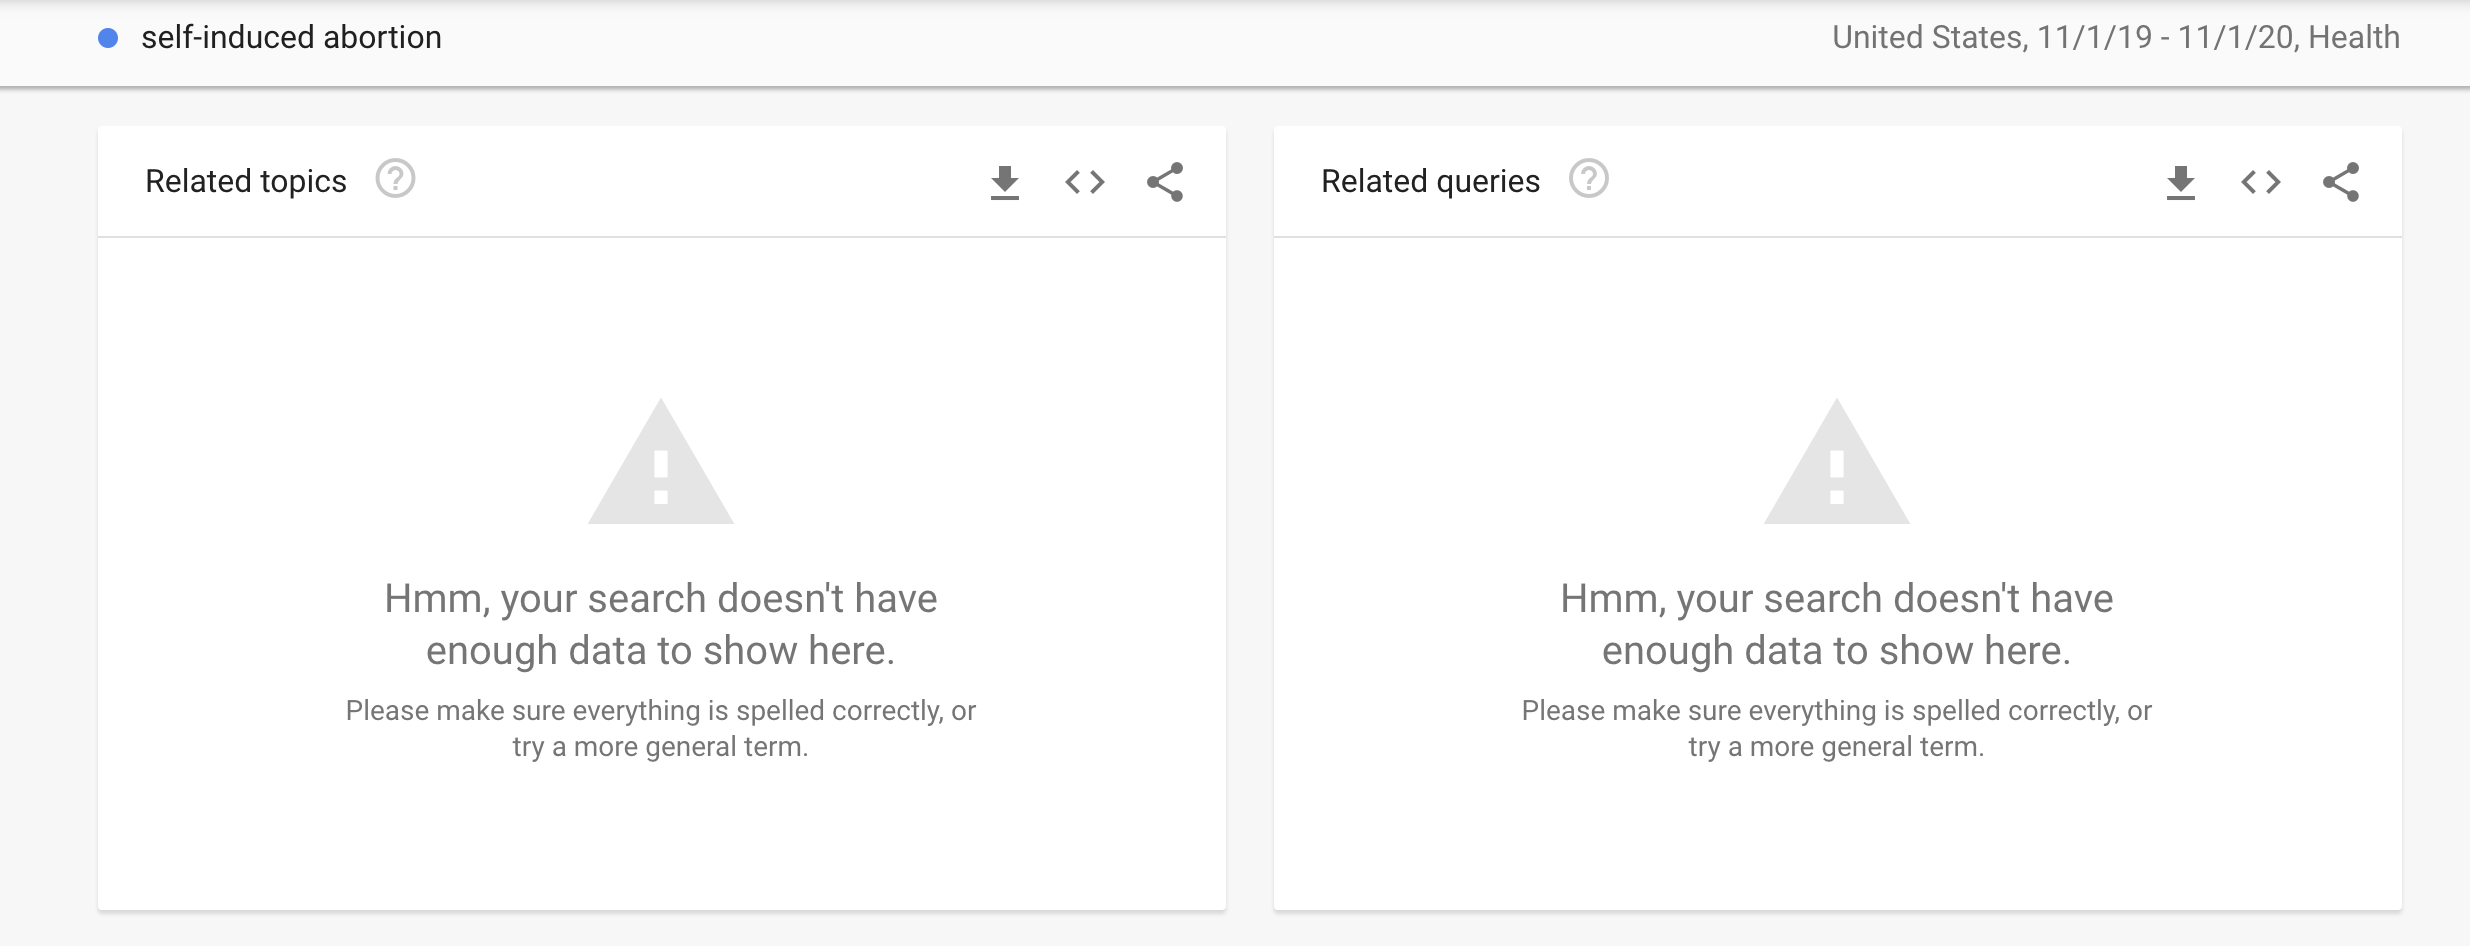 self-induced abortion
United States, 11/1/19 - 11/1/20, Health
Related topics
Hmm, your search doesn't have
enough data to show here.
Please make sure everything is spelled correctly, or
try a more general term.
Related queries
Hmm, your search doesn't have
enough data to show here.
Please make sure everything is spelled correctly, or
try a more general term.